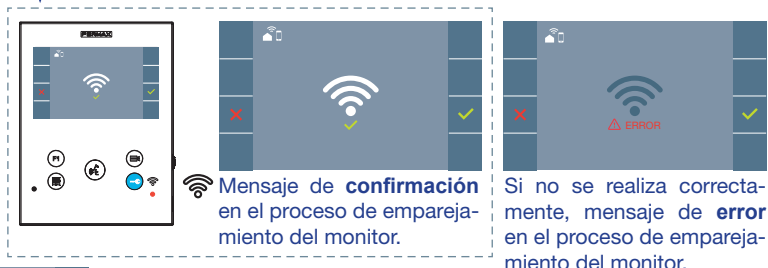 FERMAX
F1
Mensaje de confirmación
en el proceso de empareja-
miento del monitor.
ERROR
Si no se realiza correcta-
mente, mensaje de error
en el proceso de empareja-
miento del monitor.